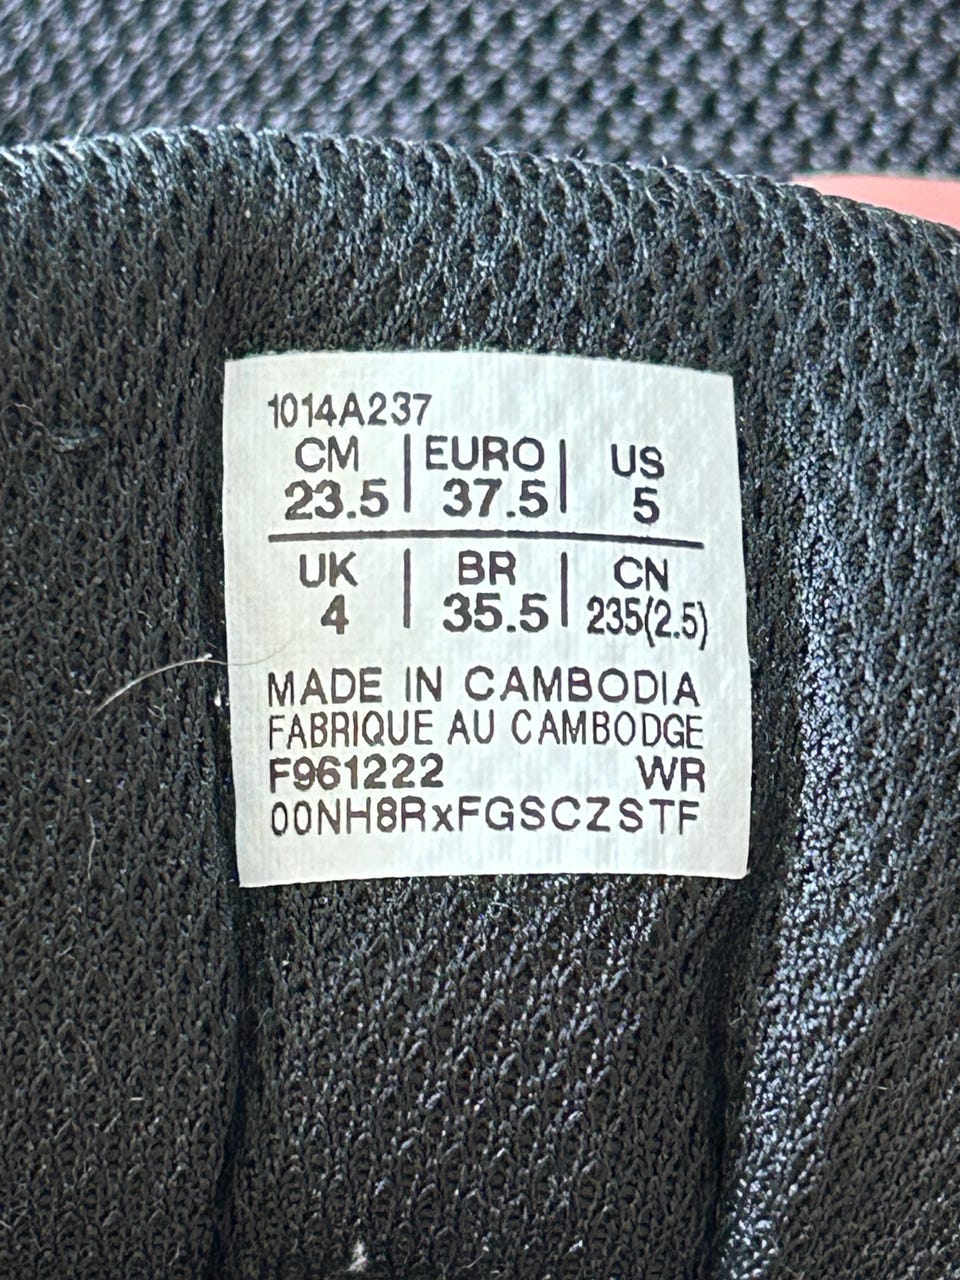 1014A237
CM | EURO | US
23.5 | 37.5 | 5
UK | BR | CN
4 | 35.5 | 235(2.5)
MADE IN CAMBODIA
FABRIQUE AU CAMBODGE
F961222 WR
00NH8RxFGSCZSTF